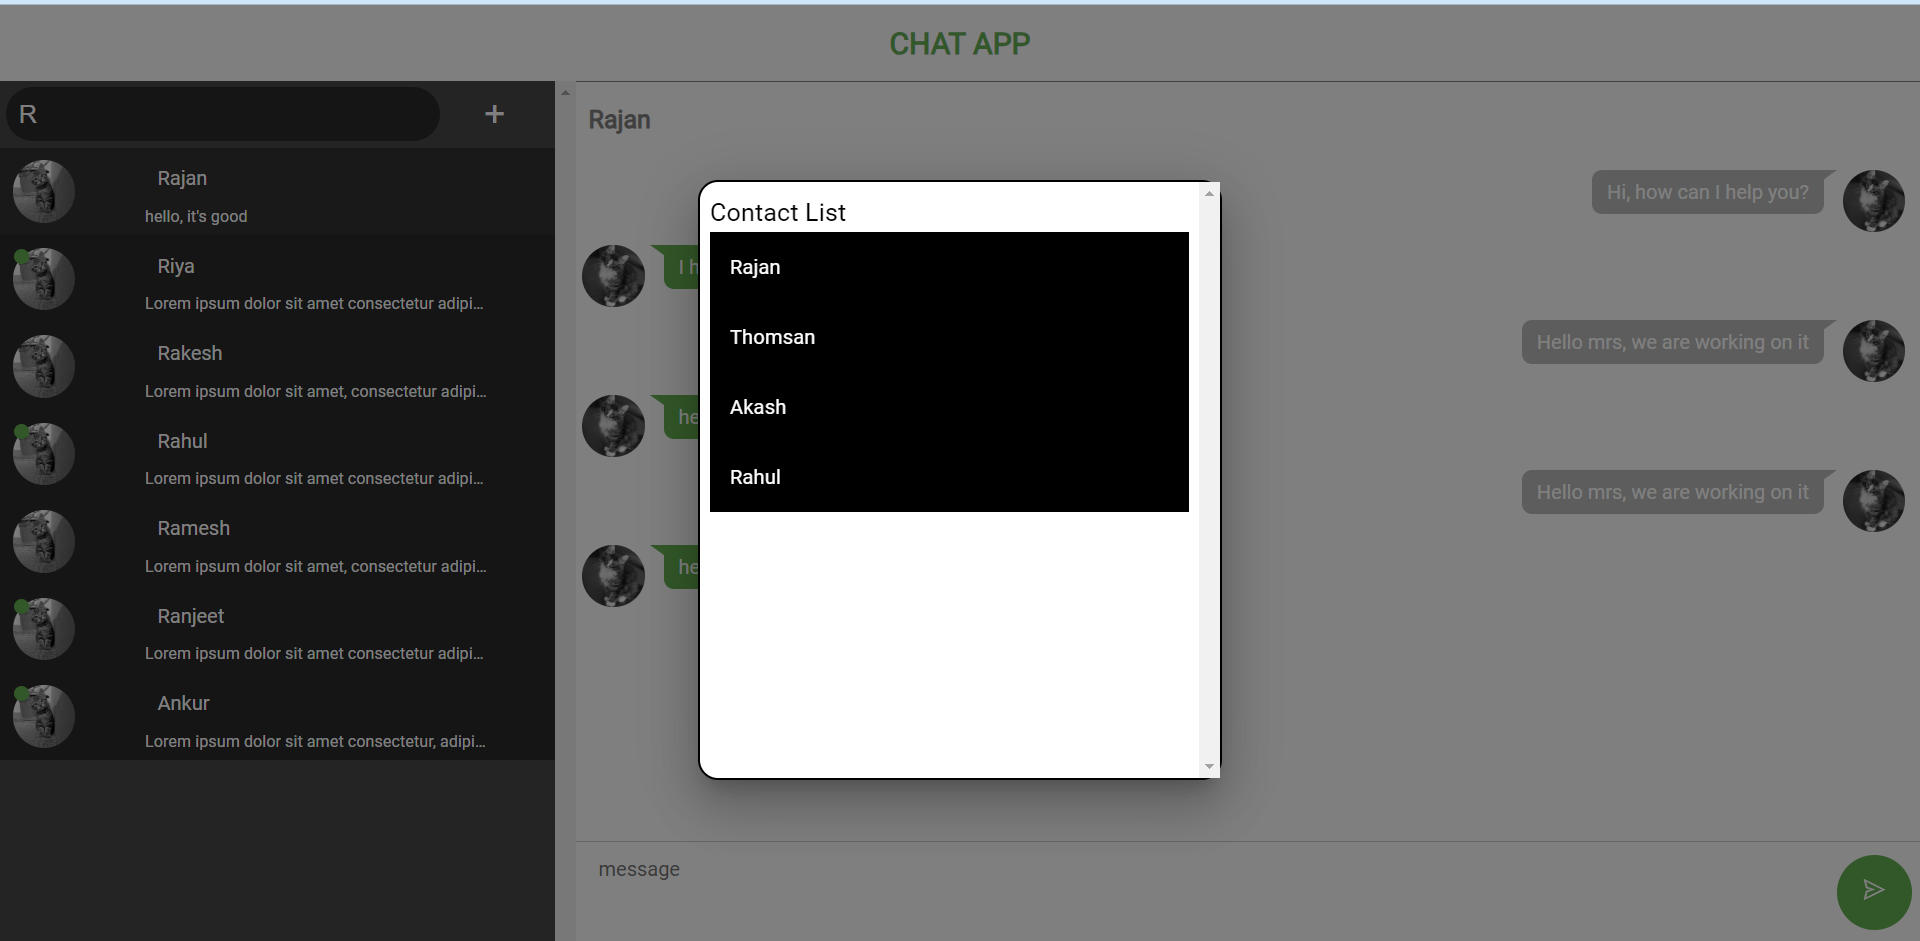 CHAT APP
R
+
Rajan
hello, it's good
Riya
Lorem ipsum dolor sit amet consectetur adipi...
Rakesh
Lorem ipsum dolor sit amet, consectetur adipi...
Rahul
Lorem ipsum dolor sit amet consectetur adipi...
Ramesh
Lorem ipsum dolor sit amet, consectetur adipi...
Ranjeet
Lorem ipsum dolor sit amet consectetur adipi...
Ankur
Lorem ipsum dolor sit amet consectetur, adipi...
Rajan
Hi, how can I help you?
I h
Hello mrs, we are working on it
he
Hello mrs, we are working on it
he
message
Contact List
Rajan
Thomsan
Akash
Rahul